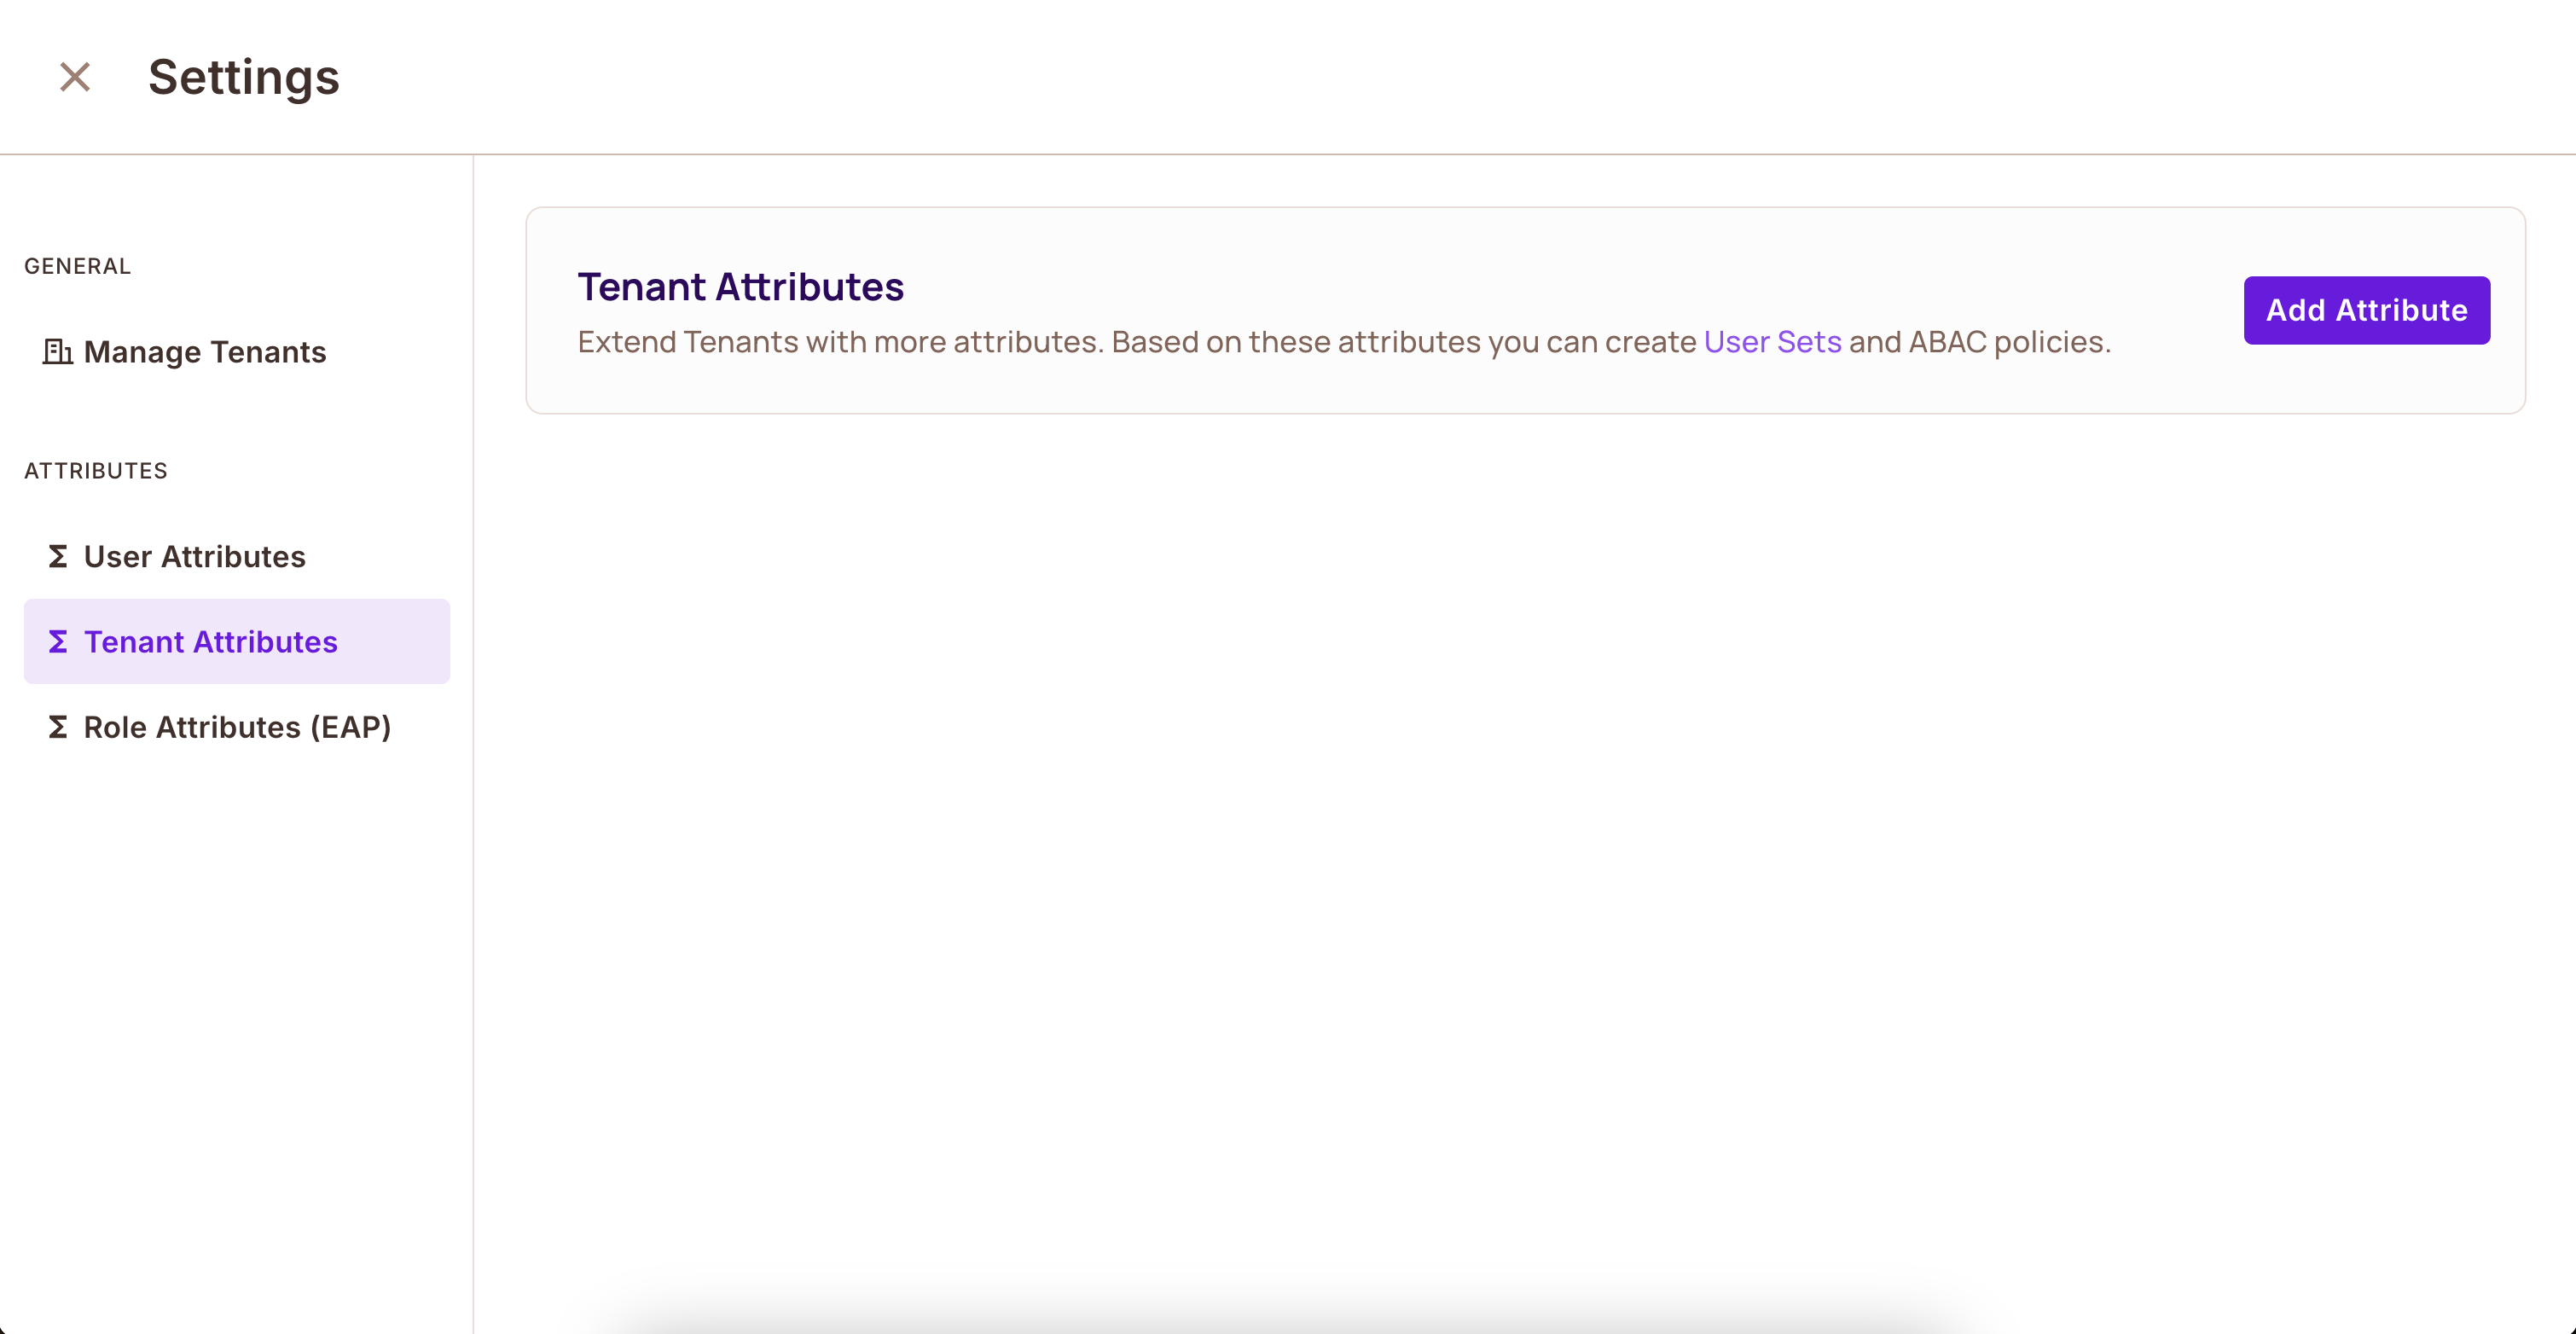 Settings
GENERAL
Manage Tenants
ATTRIBUTES
User Attributes
Tenant Attributes
Role Attributes (EAP)
Tenant Attributes
Extend Tenants with more attributes. Based on these attributes you can create User Sets and ABAC policies.
Add Attribute